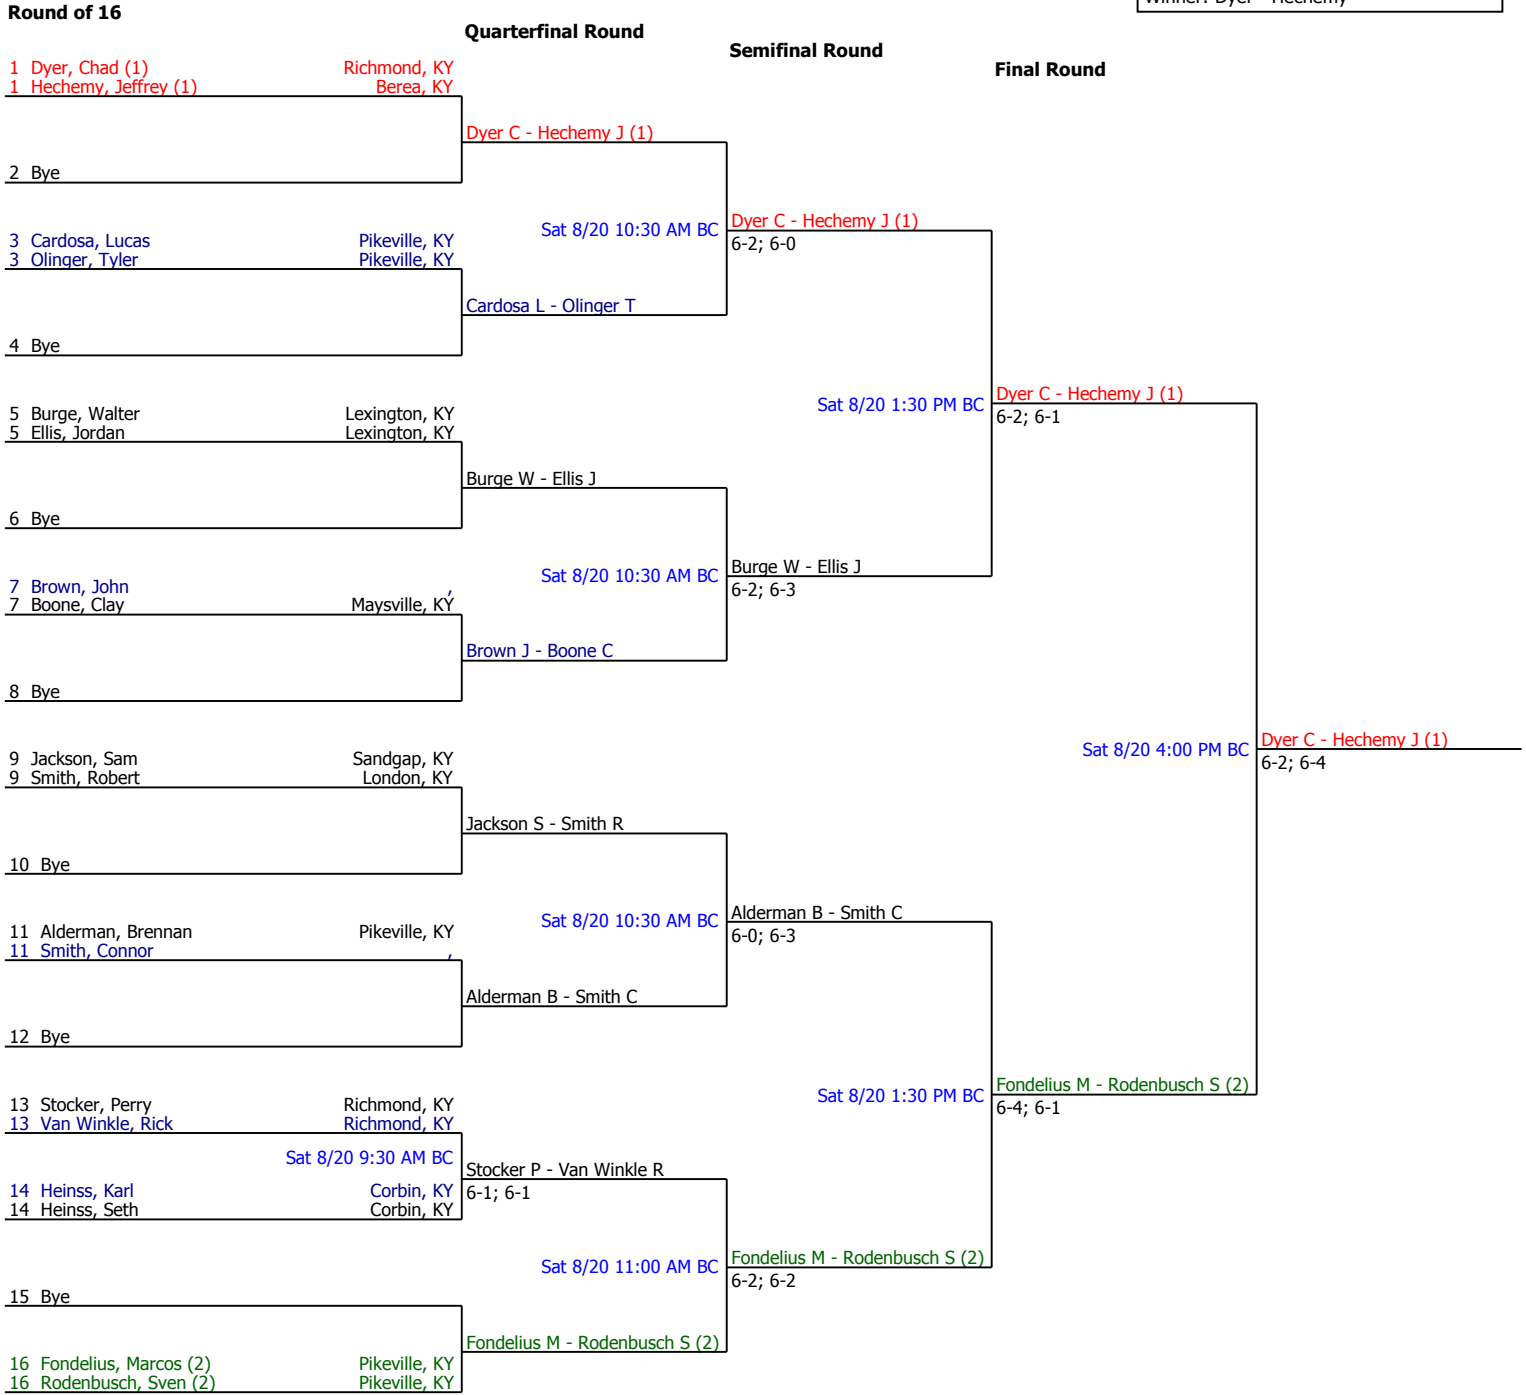 Winner: Dyer - Hechemy
Round of 16
Quarterfinal Round
Semifinal Round
Final Round
1 Dyer, Chad (1) Richmond, KY
1 Hechemy, Jeffrey (1) Berea, KY
Dyer C - Hechemy J (1)
2 Bye
Sat 8/20 10:30 AM BC
Dyer C - Hechemy J (1)
6-2; 6-0
3 Cardosa, Lucas Pikeville, KY
3 Olinger, Tyler Pikeville, KY
Cardosa L - Olinger T
4 Bye
Sat 8/20 1:30 PM BC
Dyer C - Hechemy J (1)
6-2; 6-1
5 Burge, Walter Lexington, KY
5 Ellis, Jordan Lexington, KY
Burge W - Ellis J
6 Bye
Sat 8/20 10:30 AM BC
Burge W - Ellis J
6-2; 6-3
7 Brown, John ,
7 Boone, Clay Maysville, KY
Brown J - Boone C
8 Bye
Sat 8/20 4:00 PM BC
Dyer C - Hechemy J (1)
6-2; 6-4
9 Jackson, Sam Sandgap, KY
9 Smith, Robert London, KY
Jackson S - Smith R
10 Bye
Sat 8/20 10:30 AM BC
Alderman B - Smith C
6-0; 6-3
11 Alderman, Brennan Pikeville, KY
11 Smith, Connor ,
Alderman B - Smith C
12 Bye
Sat 8/20 1:30 PM BC
Fondelius M - Rodenbusch S (2)
6-4; 6-1
13 Stocker, Perry Richmond, KY
13 Van Winkle, Rick Richmond, KY
Sat 8/20 9:30 AM BC
Stocker P - Van Winkle R
6-1; 6-1
14 Heinss, Karl Corbin, KY
14 Heinss, Seth Corbin, KY
Sat 8/20 11:00 AM BC
Fondelius M - Rodenbusch S (2)
6-2; 6-2
15 Bye
Fondelius M - Rodenbusch S (2)
16 Fondelius, Marcos (2) Pikeville, KY
16 Rodenbusch, Sven (2) Pikeville, KY